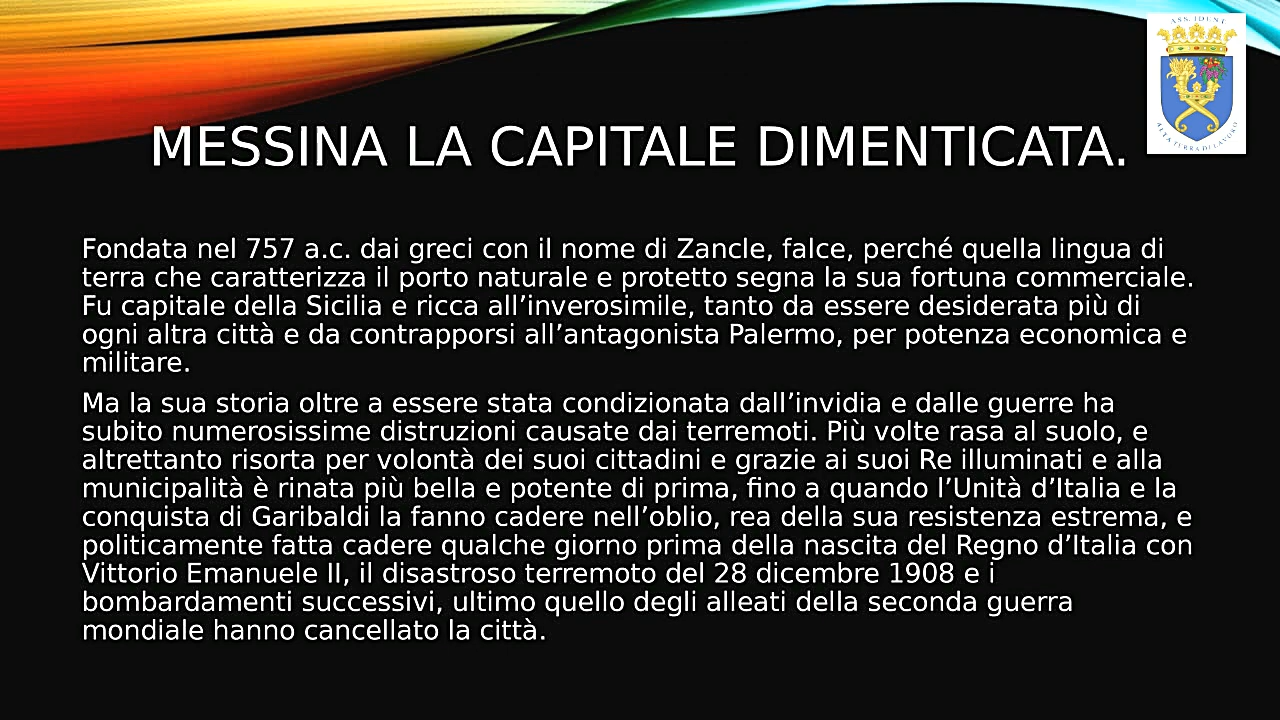 ASS. IDENT
ALTA TERRA DI LAVORO
MESSINA LA CAPITALE DIMENTICATA.
Fondata nel 757 a.c. dai greci con il nome di Zancle, falce, perché quella lingua di
terra che caratterizza il porto naturale e protetto segna la sua fortuna commerciale.
Fu capitale della Sicilia e ricca all’inverosimile, tanto da essere desiderata più di
ogni altra città e da contrapporsi all’antagonista Palermo, per potenza economica e
militare.
Ma la sua storia oltre a essere stata condizionata dall’invidia e dalle guerre ha
subito numerosissime distruzioni causate dai terremoti. Più volte rasa al suolo, e
altrettanto risorta per volontà dei suoi cittadini e grazie ai suoi Re illuminati e alla
municipalità è rinata più bella e potente di prima, fino a quando l’Unità d’Italia e la
conquista di Garibaldi la fanno cadere nell’oblio, rea della sua resistenza estrema, e
politicamente fatta cadere qualche giorno prima della nascita del Regno d’Italia con
Vittorio Emanuele II, il disastroso terremoto del 28 dicembre 1908 e i
bombardamenti successivi, ultimo quello degli alleati della seconda guerra
mondiale hanno cancellato la città.